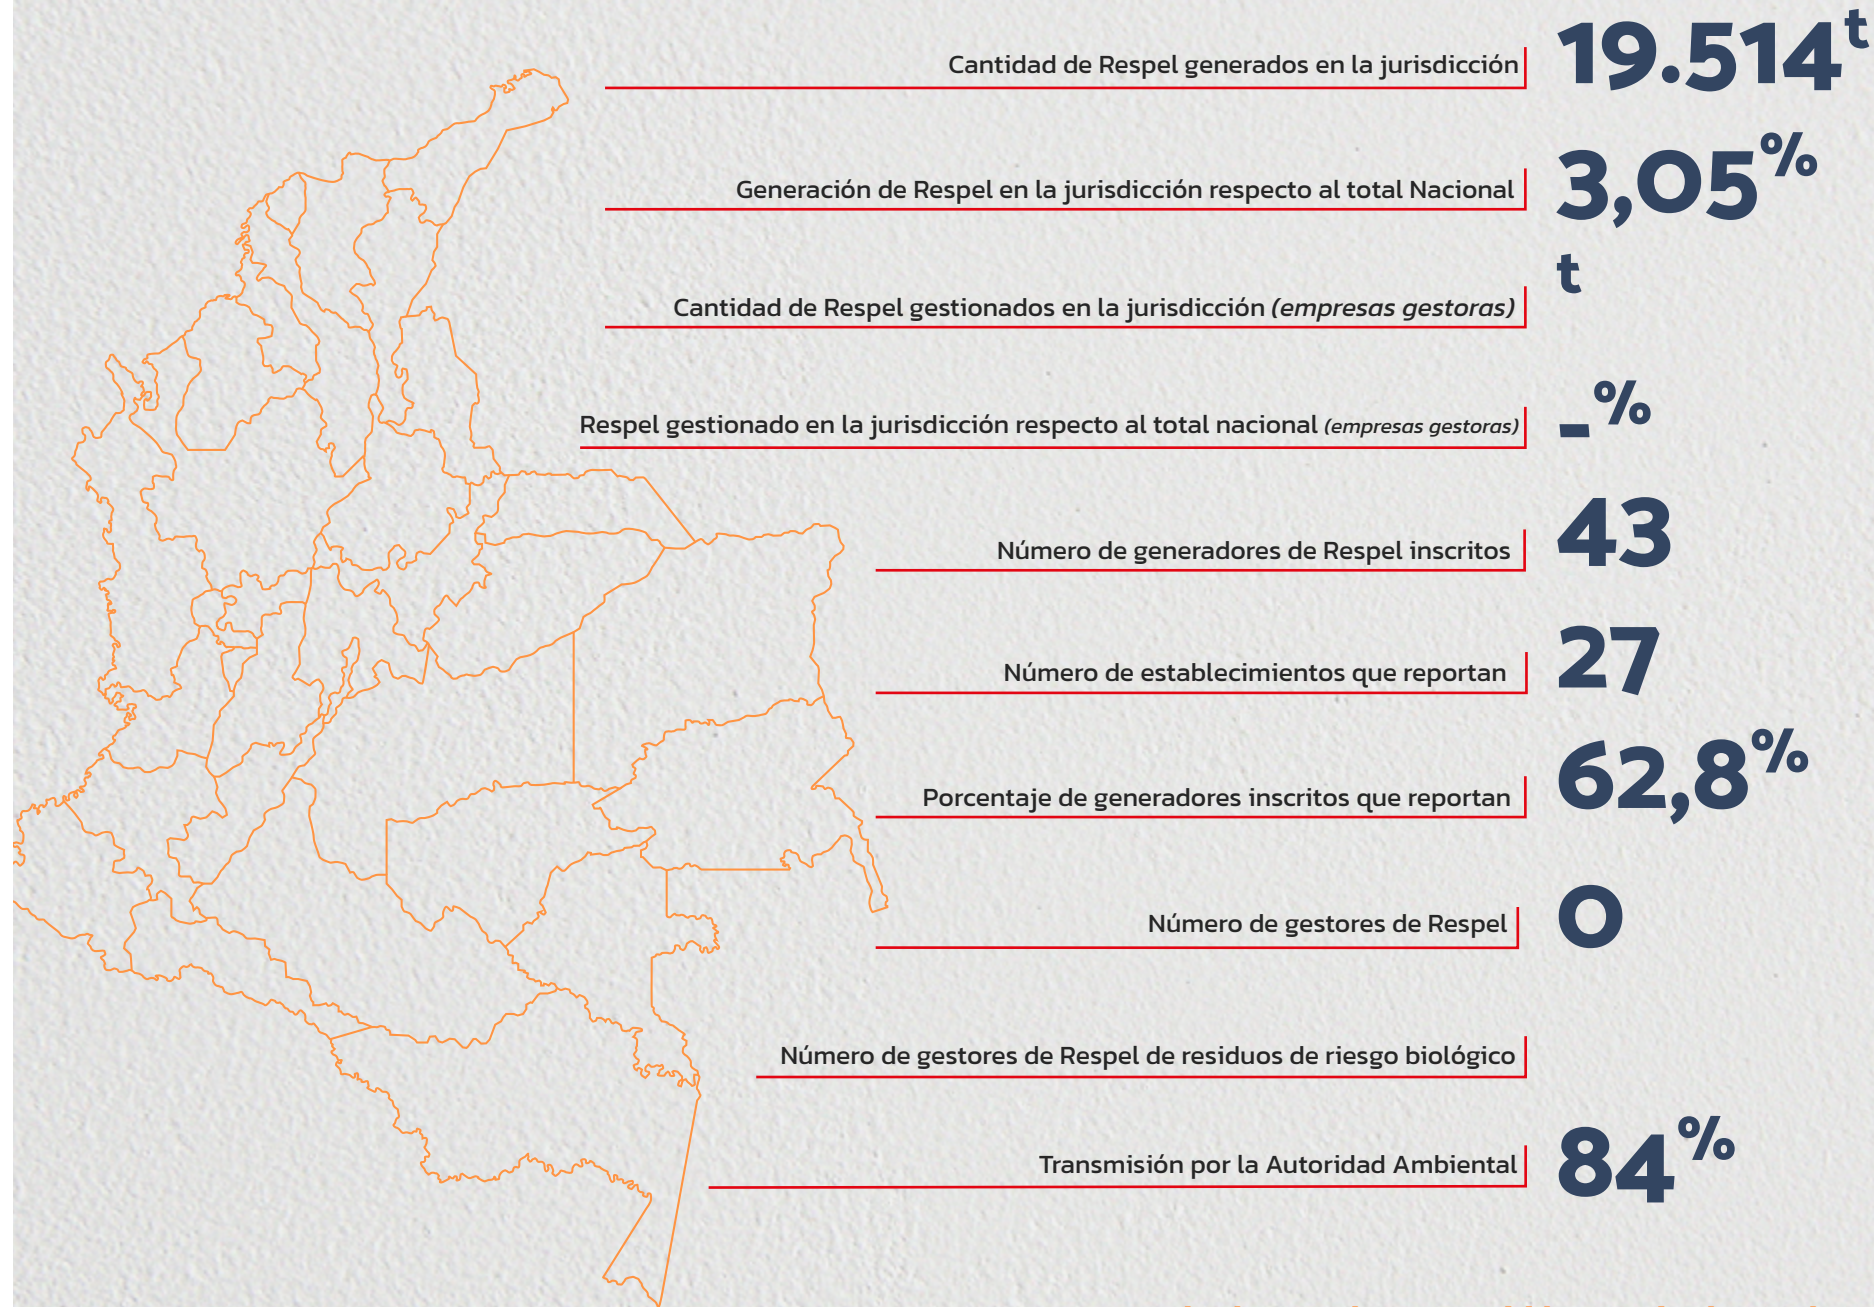 Cantidad de Respel generados en la jurisdicción 19.514 t
Generación de Respel en la jurisdicción respecto al total Nacional 3,05 %
Cantidad de Respel gestionados en la jurisdicción (empresas gestoras) t
Respel gestionado en la jurisdicción respecto al total nacional (empresas gestoras) - %
Número de generadores de Respel inscritos 43
Número de establecimientos que reportan 27
Porcentaje de generadores inscritos que reportan 62,8 %
Número de gestores de Respel 0
Número de gestores de Respel de residuos de riesgo biológico
Transmisión por la Autoridad Ambiental 84 %